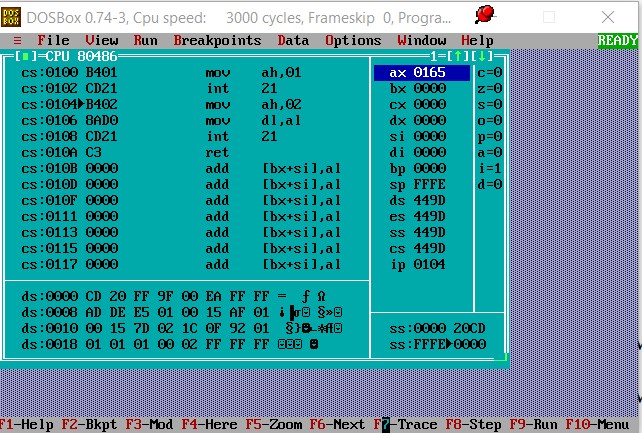 DOSBox 0.74-3, Cpu speed: 3000 cycles, Frameskip 0, Progra...
≡ File View Run Breakpoints Data Options Window Help READY
[■]=CPU 80486 1=[↑][↓]
cs:0100 B401 mov ah,01 ax 0165 c=0
cs:0102 CD21 int 21 bx 0000 z=0
cs:0104►B402 mov ah,02 cx 0000 s=0
cs:0106 8AD0 mov dl,al dx 0000 o=0
cs:0108 CD21 int 21 si 0000 p=0
cs:010A C3 ret di 0000 a=0
cs:010B 0000 add [bx+si],al bp 0000 i=1
cs:010D 0000 add [bx+si],al sp FFFE d=0
cs:010F 0000 add [bx+si],al ds 449D
cs:0111 0000 add [bx+si],al es 449D
cs:0113 0000 add [bx+si],al ss 449D
cs:0115 0000 add [bx+si],al cs 449D
cs:0117 0000 add [bx+si],al ip 0104
ds:0000 CD 20 FF 9F 00 EA FF FF = ƒ Ω
ds:0008 AD DE E5 01 00 15 AF 01
ds:0010 00 15 7D 02 1C 0F 92 01 ss:0000 20CD
ds:0018 01 01 01 00 02 FF FF FF ss:FFFE►0000
F1-Help F2-Bkpt F3-Mod F4-Here F5-Zoom F6-Next F7-Trace F8-Step F9-Run F10-Menu